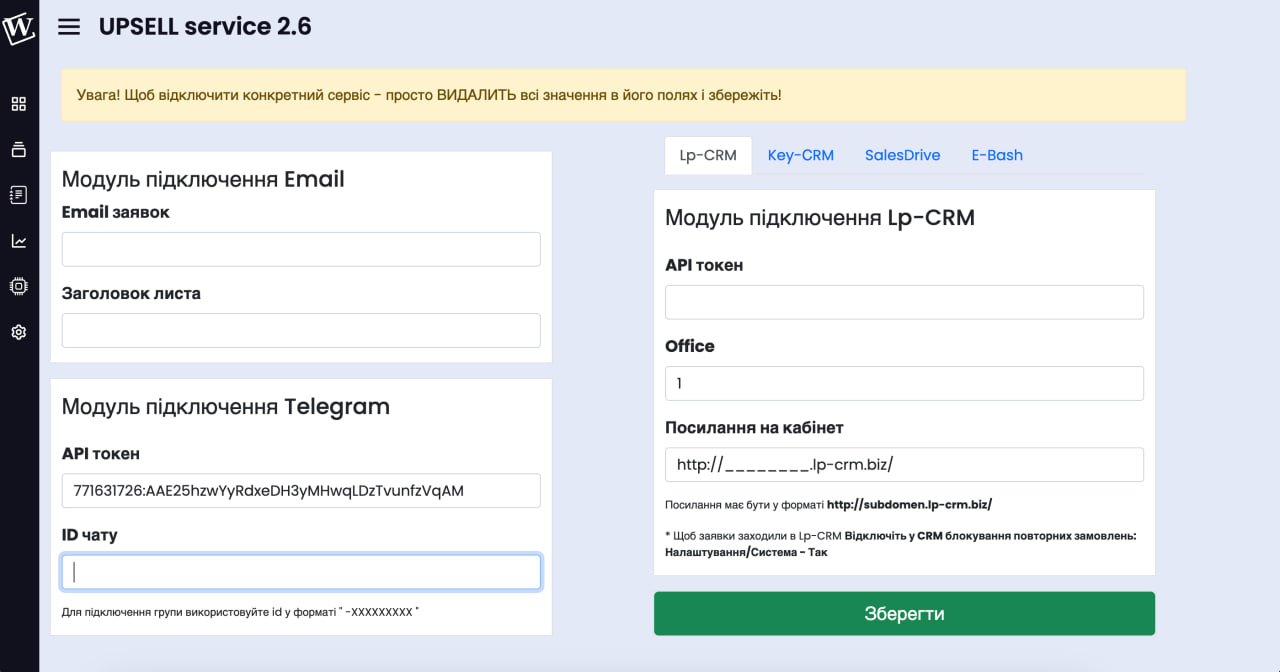 W.
UPSELL service 2.6
Увага! Щоб відключити конкретний сервіс - просто ВИДАЛИТЬ всі значення в його полях і збережіть!
Модуль підключення Email
Email заявок
Заголовок листа
Модуль підключення Telegram
API токен
771631726:AAE25hzwYyRdxeDH3yMHwqLDzTvunfzVqAM
ID чату
Для підключення групи використовуйте id у форматі " -XXXXXXXXX "
Lp-CRM Key-CRM SalesDrive E-Bash
Модуль підключення Lp-CRM
API токен
Office
1
Посилання на кабінет
http://________.lp-crm.biz/
Посилання має бути у форматі http://subdomen.lp-crm.biz/
* Щоб заявки заходили в Lp-CRM Відключіть у CRM блокування повторних замовлень:
Налаштування/Система - Так
Зберегти